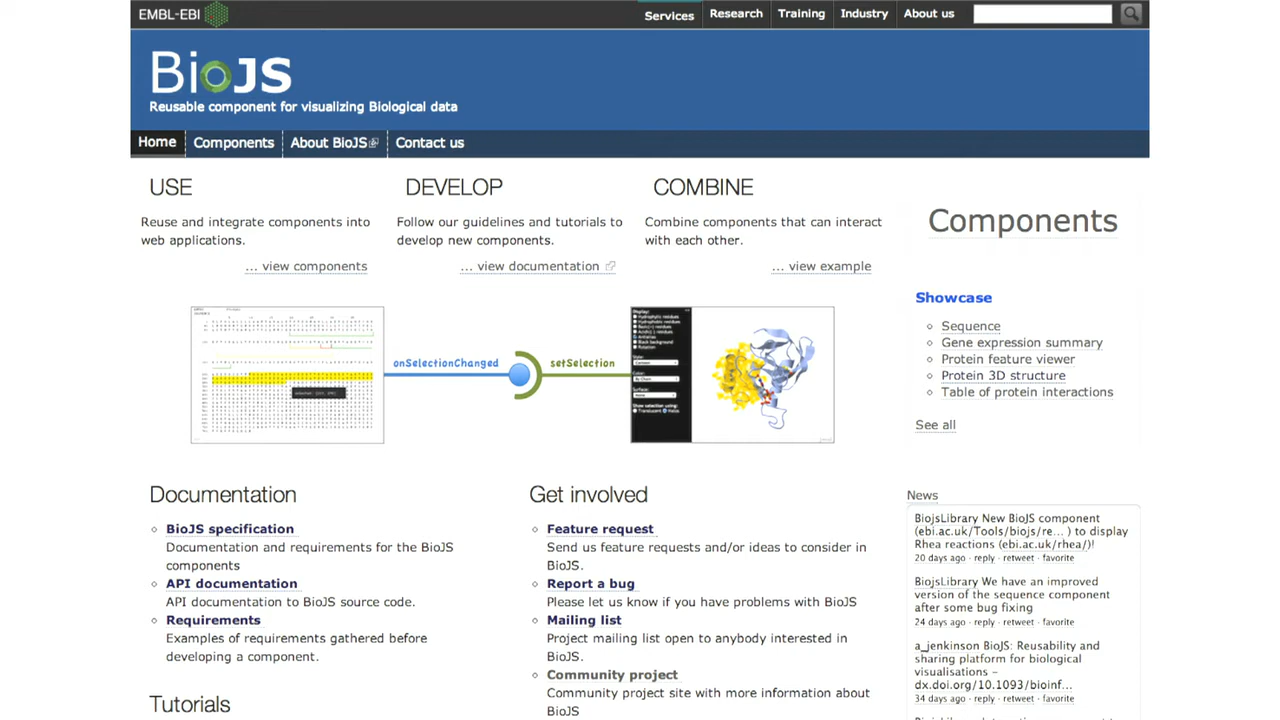 EMBL-EBI
Services Research Training Industry About us
BioJS
Reusable component for visualizing Biological data
Home Components About BioJS Contact us
USE
Reuse and integrate components into
web applications.
... view components
DEVELOP
Follow our guidelines and tutorials to
develop new components.
... view documentation
COMBINE
Combine components that can interact
with each other.
... view example
onSelectionChanged
setSelection
Components
Showcase
Sequence
Gene expression summary
Protein feature viewer
Protein 3D structure
Table of protein interactions
See all
Documentation
BioJS specification
Documentation and requirements for the BioJS
components
API documentation
API documentation to BioJS source code.
Requirements
Examples of requirements gathered before
developing a component.
Tutorials
Get involved
Feature request
Send us feature requests and/or ideas to consider in
BioJS.
Report a bug
Please let us know if you have problems with BioJS
Mailing list
Project mailing list open to anybody interested in
BioJS.
Community project
Community project site with more information about
BioJS
News
BiojsLibrary New BioJS component
(ebi.ac.uk/Tools/biojs/re... ) to display
Rhea reactions (ebi.ac.uk/rhea/)!
20 days ago · reply · retweet · favorite
BiojsLibrary We have an improved
version of the sequence component
after some bug fixing
24 days ago · reply · retweet · favorite
a_jenkinson BioJS: Reusability and
sharing platform for biological
visualisations –
dx.doi.org/10.1093/bioinf...
34 days ago · reply · retweet · favorite